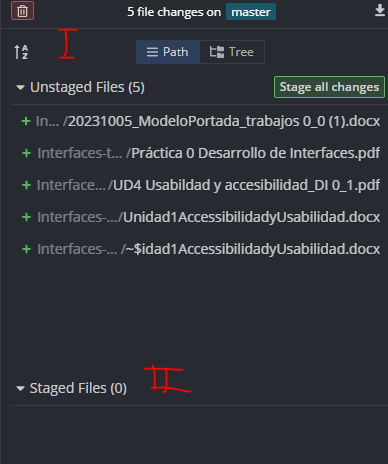 5 file changes on master
I
A
Z
Path Tree
Unstaged Files (5) Stage all changes
+ In... /20231005_ModeloPortada_trabajos 0_0 (1).docx
+ Interfaces-t... /Práctica 0 Desarrollo de Interfaces.pdf
+ Interface... /UD4 Usabildad y accesibilidad_DI 0_1.pdf
+ Interfaces-... /Unidad1AccessibilidadyUsabilidad.docx
+ Interfaces-... /~$idad1AccessibilidadyUsabilidad.docx
II
Staged Files (0)